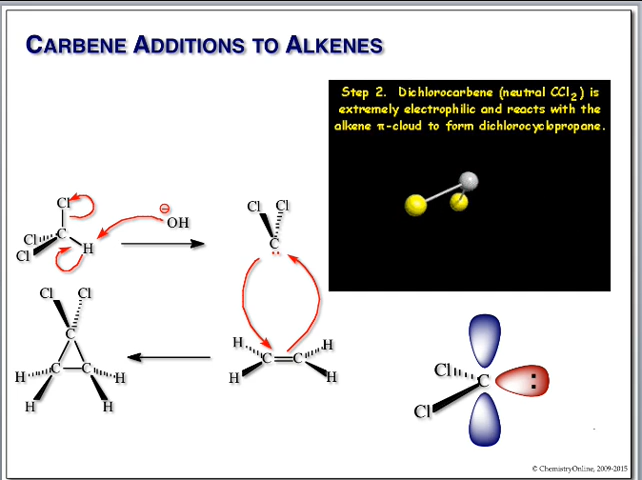 CARBENE ADDITIONS TO ALKENES
Step 2. Dichlorocarbene (neutral CCl2) is
extremely electrophilic and reacts with the
alkene π-cloud to form dichlorocyclopropane.
Cl
Cl
Cl
C
H
⊖
OH
Cl
Cl
C
Cl
Cl
C
C
C
H
H
H
H
H
H
C
C
H
H
Cl
Cl
C
© ChemistryOnline, 2009-2015